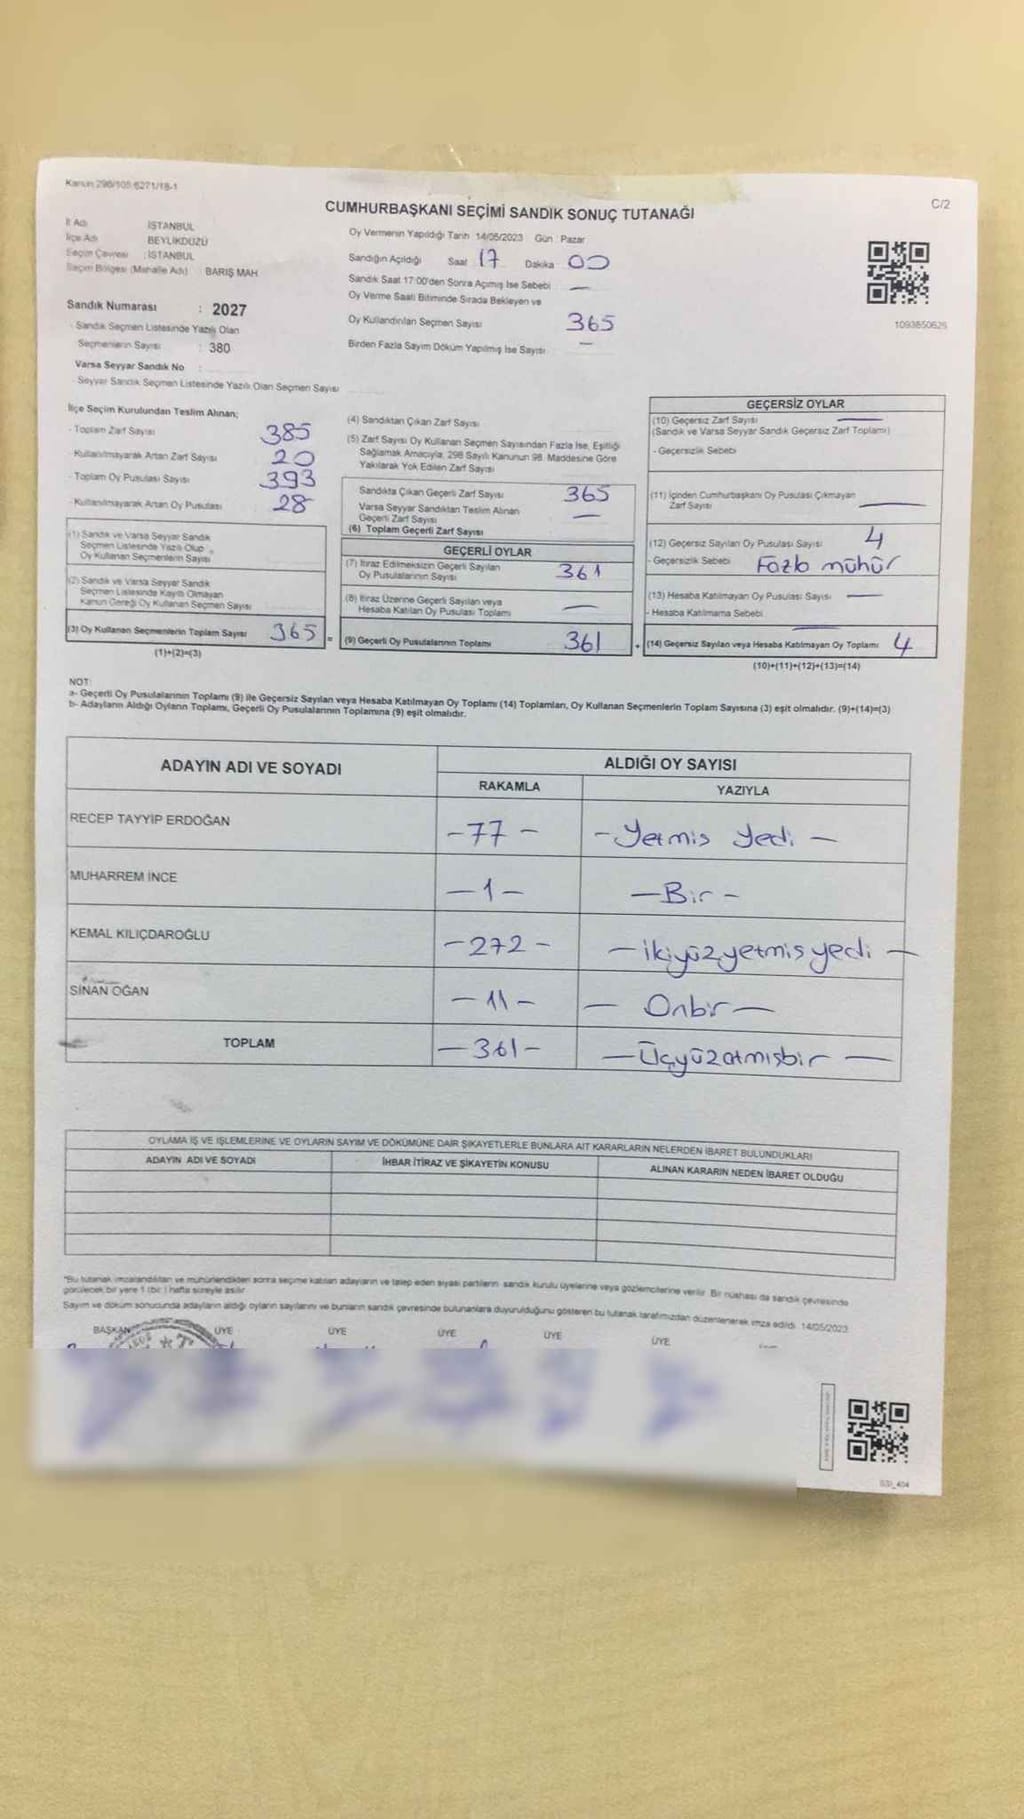 Kanun:298/105 6271/18-1
C/2
CUMHURBAŞKANI SEÇİMİ SANDIK SONUÇ TUTANAĞI
İl Adı İSTANBUL
İlçe Adı BEYLİKDÜZÜ
Seçim Çevresi : İSTANBUL
Seçim Bölgesi (Mahalle Adı) BARIŞ MAH
Sandık Numarası : 2027
- Sandık Seçmen Listesinde Yazılı Olan
Seçmenlerin Sayısı : 380
Varsa Seyyar Sandık No :
- Seyyar Sandık Seçmen Listesinde Yazılı Olan Seçmen Sayısı
Oy Vermenin Yapıldığı Tarih 14/05/2023 Gün Pazar
Sandığın Açıldığı Saat 17 Dakika 00
Sandık Saat 17:00'den Sonra Açılmış İse Sebebi —
Oy Verme Saati Bitiminde Sırada Bekleyen ve
Oy Kullandırılan Seçmen Sayısı 365
Birden Fazla Sayım Döküm Yapılmış İse Sayısı —
1093850625
İlçe Seçim Kurulundan Teslim Alınan;
- Toplam Zarf Sayısı 385
- Kullanılmayarak Artan Zarf Sayısı 20
- Toplam Oy Pusulası Sayısı 393
- Kullanılmayarak Artan Oy Pusulası 28
(1) Sandık ve Varsa Seyyar Sandık
Seçmen Listesinde Yazılı Olup
Oy Kullanan Seçmenlerin Sayısı
(2) Sandık ve Varsa Seyyar Sandık
Seçmen Listesinde Kayıtlı Olmayan
Kanun Gereği Oy Kullanan Seçmen Sayısı
(3) Oy Kullanan Seçmenlerin Toplam Sayısı 365 =
(1)+(2)=(3)
(4) Sandıktan Çıkan Zarf Sayısı
(5) Zarf Sayısı Oy Kullanan Seçmen Sayısından Fazla İse, Eşitliği
Sağlamak Amacıyla, 298 Sayılı Kanunun 98. Maddesine Göre
Yakılarak Yok Edilen Zarf Sayısı
Sandıkta Çıkan Geçerli Zarf Sayısı 365
Varsa Seyyar Sandıktan Teslim Alınan
Geçerli Zarf Sayısı —
(6) Toplam Geçerli Zarf Sayısı
GEÇERLİ OYLAR
(7) İtiraz Edilmeksizin Geçerli Sayılan
Oy Pusulalarının Sayısı 361
(8) İtiraz Üzerine Geçerli Sayılan veya
Hesaba Katılan Oy Pusulası Toplamı —
(9) Geçerli Oy Pusulalarının Toplamı 361 +
GEÇERSİZ OYLAR
(10) Geçersiz Zarf Sayısı —
(Sandık ve Varsa Seyyar Sandık Geçersiz Zarf Toplamı)
- Geçersizlik Sebebi
(11) İçinden Cumhurbaşkanı Oy Pusulası Çıkmayan
Zarf Sayısı —
(12) Geçersiz Sayılan Oy Pusulası Sayısı 4
- Geçersizlik Sebebi Fazla mühür
(13) Hesaba Katılmayan Oy Pusulası Sayısı —
- Hesaba Katılmama Sebebi —
(14) Geçersiz Sayılan veya Hesaba Katılmayan Oy Toplamı 4
(10)+(11)+(12)+(13)=(14)
NOT:
a- Geçerli Oy Pusulalarının Toplamı (9) ile Geçersiz Sayılan veya Hesaba Katılmayan Oy Toplamı (14) Toplamları, Oy Kullanan Seçmenlerin Toplam Sayısına (3) eşit olmalıdır. (9)+(14)=(3)
b- Adayların Aldığı Oyların Toplamı, Geçerli Oy Pusulalarının Toplamına (9) eşit olmalıdır.
ADAYIN ADI VE SOYADI ALDIĞI OY SAYISI
RAKAMLA YAZIYLA
RECEP TAYYİP ERDOĞAN -77- -Yetmis Yedi-
MUHARREM İNCE -1- -Bir-
KEMAL KILIÇDAROĞLU -272- -ikiyüzyetmisyedi-
SİNAN OĞAN -11- -Onbir-
TOPLAM -361- -Üçyüzatmışbir-
OYLAMA İŞ VE İŞLEMLERİNE VE OYLARIN SAYIM VE DÖKÜMÜNE DAİR ŞİKAYETLERLE BUNLARA AİT KARARLARIN NELERDEN İBARET BULUNDUKLARI
ADAYIN ADI VE SOYADI İHBAR İTİRAZ VE ŞİKAYETİN KONUSU ALINAN KARARIN NEDEN İBARET OLDUĞU
*Bu tutanak imzalandıktan ve mühürlendikten sonra seçime katılan adayların ve talep eden siyasi partilerin sandık kurulu üyelerine veya gözlemcilerine verilir. Bir nüshası da sandık çevresinde
görülecek bir yere 1 (bir) hafta süreyle asılır.
Sayım ve döküm sonucunda adayların aldığı oyların sayılarını ve bunların sandık çevresinde bulunanlara duyurulduğunu gösteren bu tutanak tarafımızdan düzenlenerek imza edildi. 14/05/2023
BAŞKAN ÜYE ÜYE ÜYE ÜYE ÜYE